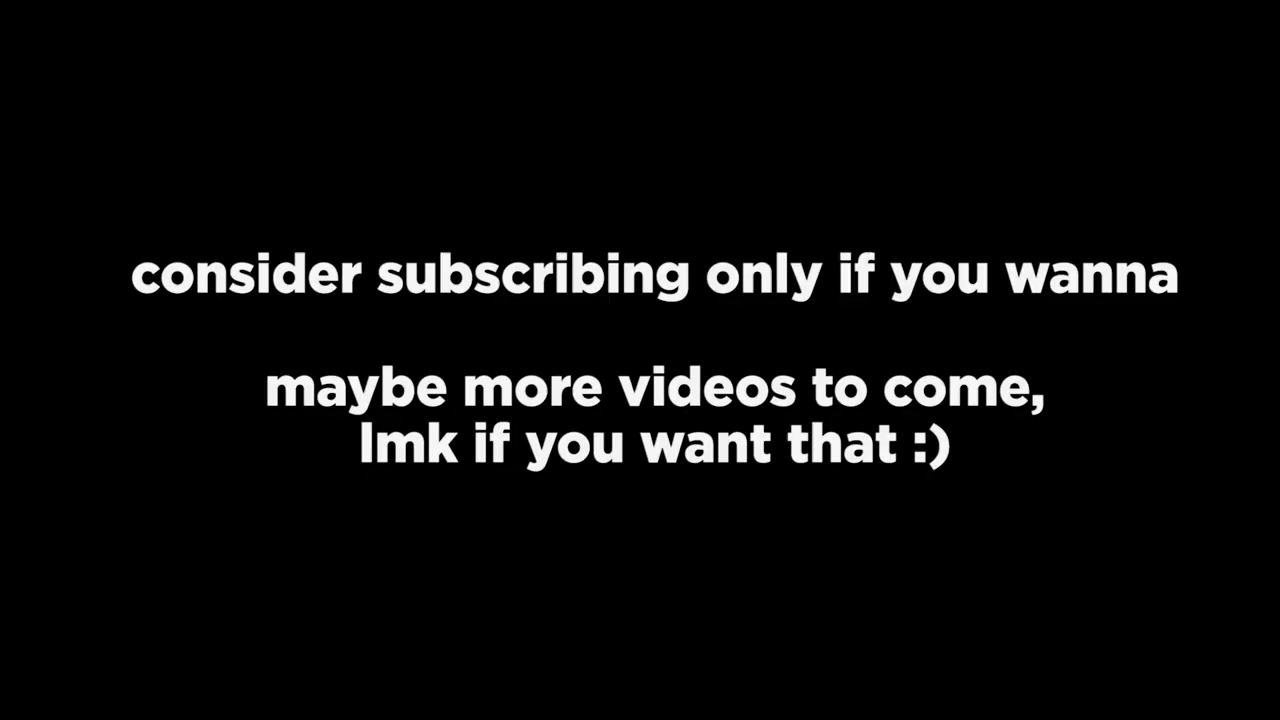 consider subscribing only if you wanna
maybe more videos to come,
lmk if you want that :)